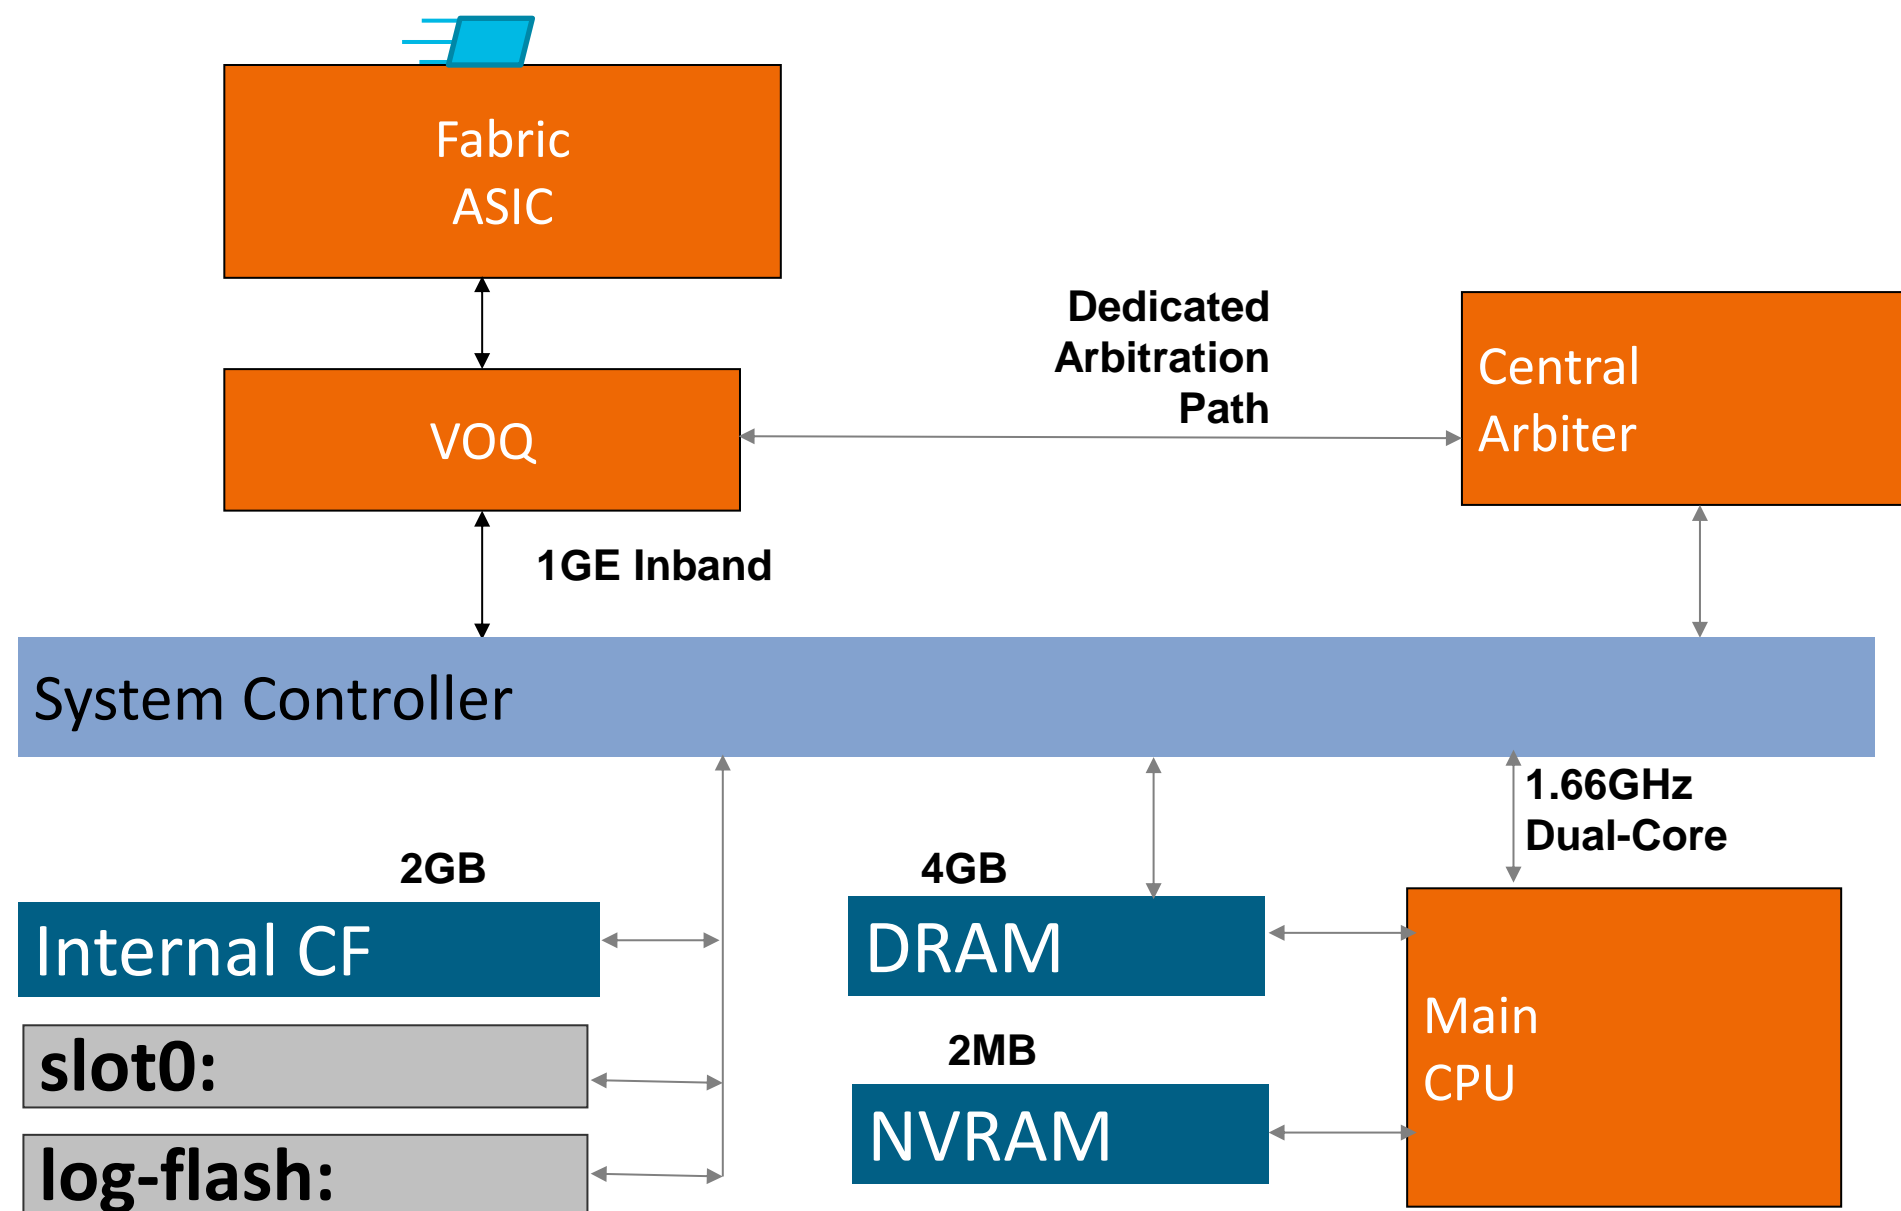 Fabric
ASIC
Dedicated
Arbitration
Path
Central
Arbiter
VOQ
1GE Inband
System Controller
1.66GHz
Dual-Core
2GB
4GB
Internal CF
DRAM
Main
CPU
slot0:
2MB
NVRAM
log-flash: